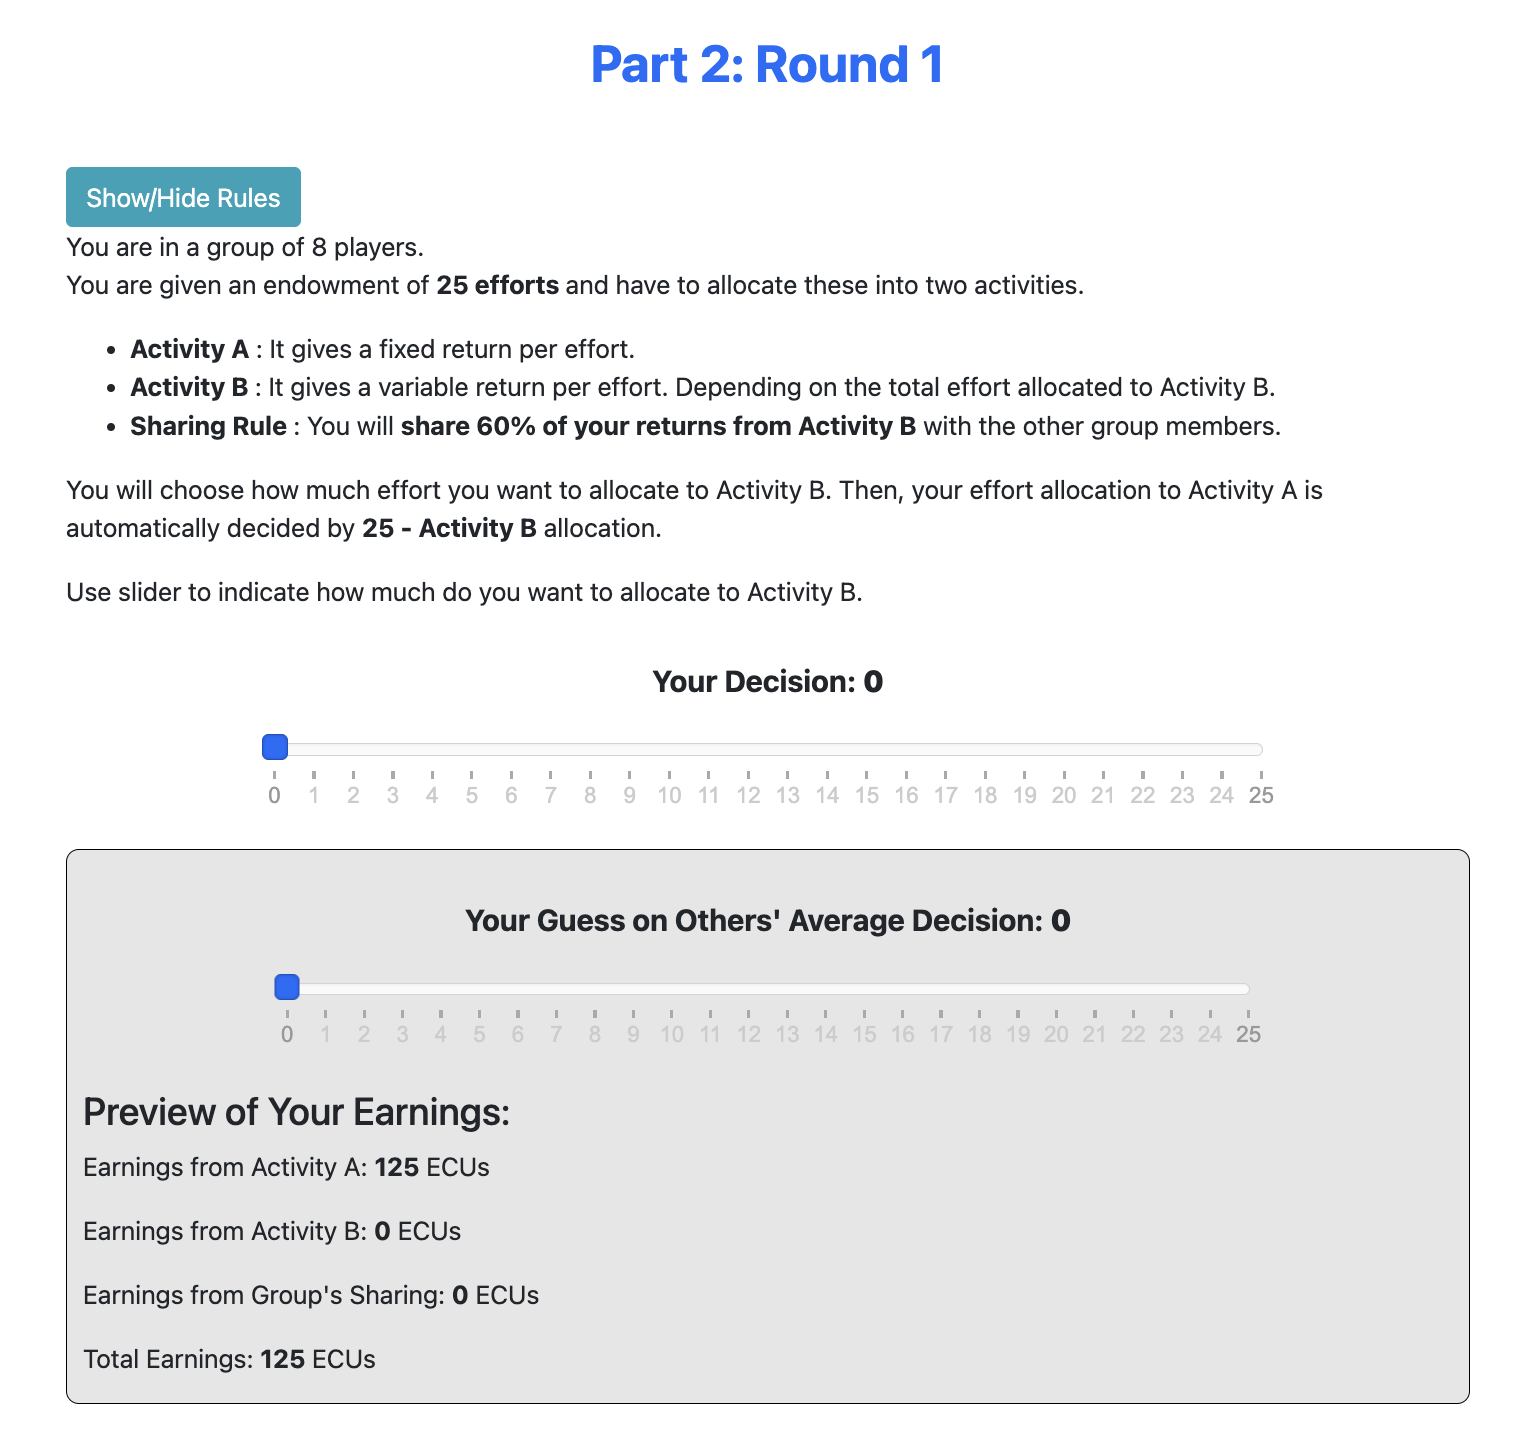 Part 2: Round 1
Show/Hide Rules
You are in a group of 8 players.
You are given an endowment of 25 efforts and have to allocate these into two activities.
• Activity A : It gives a fixed return per effort.
• Activity B : It gives a variable return per effort. Depending on the total effort allocated to Activity B.
• Sharing Rule : You will share 60% of your returns from Activity B with the other group members.
You will choose how much effort you want to allocate to Activity B. Then, your effort allocation to Activity A is
automatically decided by 25 - Activity B allocation.
Use slider to indicate how much do you want to allocate to Activity B.
Your Decision: 0
0 1 2 3 4 5 6 7 8 9 10 11 12 13 14 15 16 17 18 19 20 21 22 23 24 25
Your Guess on Others' Average Decision: 0
0 1 2 3 4 5 6 7 8 9 10 11 12 13 14 15 16 17 18 19 20 21 22 23 24 25
Preview of Your Earnings:
Earnings from Activity A: 125 ECUs
Earnings from Activity B: 0 ECUs
Earnings from Group's Sharing: 0 ECUs
Total Earnings: 125 ECUs